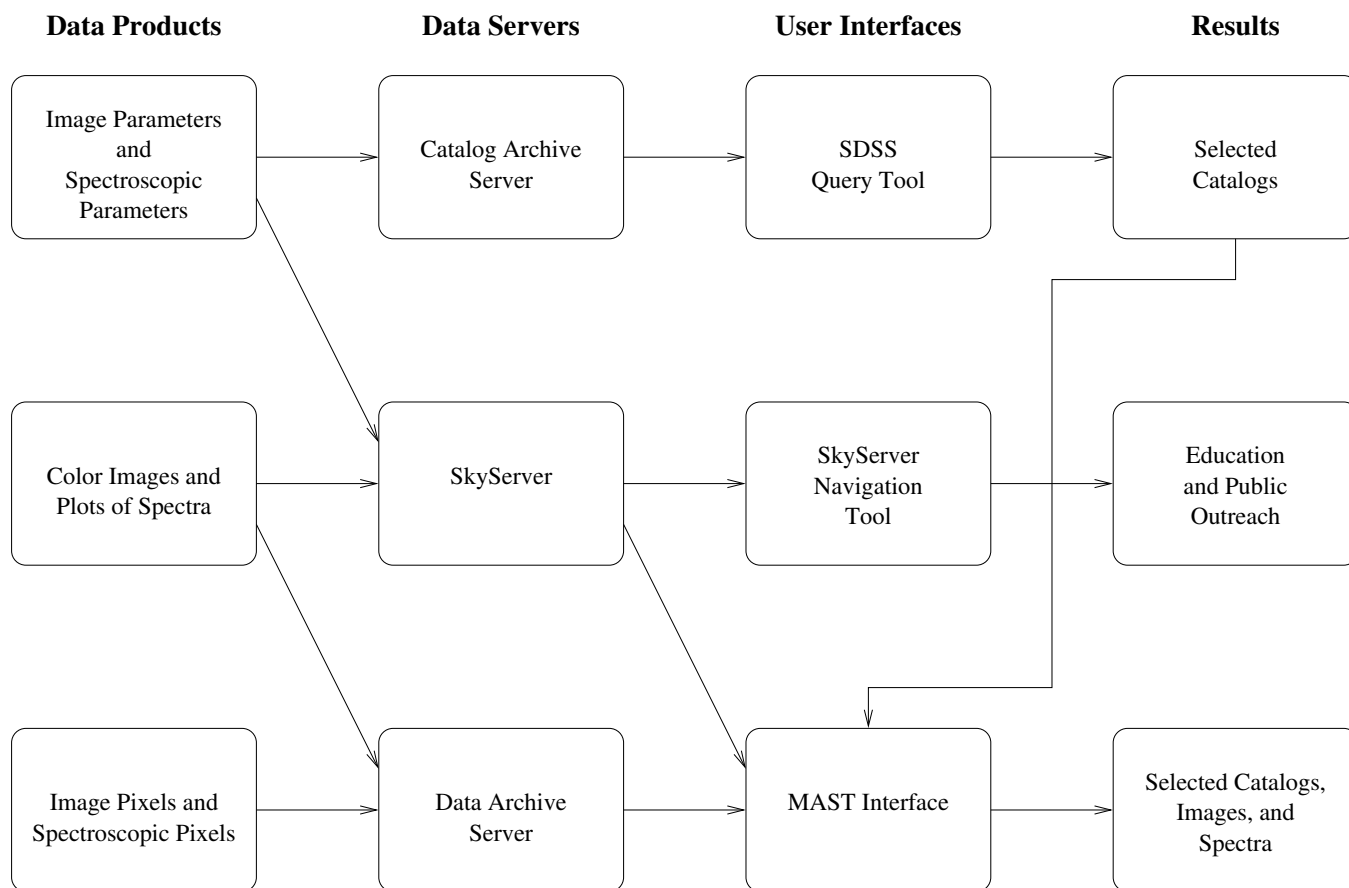 Data Products
Data Servers
User Interfaces
Results
Image Parameters
and
Spectroscopic
Parameters
Catalog Archive
Server
SDSS
Query Tool
Selected
Catalogs
Color Images and
Plots of Spectra
SkyServer
SkyServer
Navigation
Tool
Education
and Public
Outreach
Image Pixels and
Spectroscopic Pixels
Data Archive
Server
MAST Interface
Selected Catalogs,
Images, and
Spectra